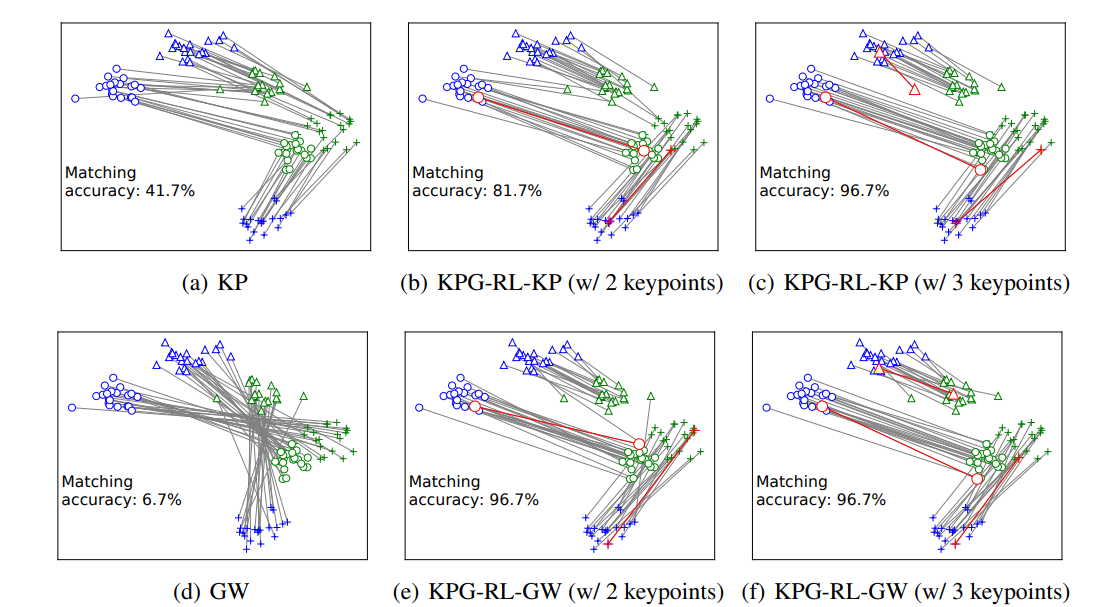 Matching
accuracy: 41.7%
Matching
accuracy: 81.7%
Matching
accuracy: 96.7%
(a) KP
(b) KPG-RL-KP (w/ 2 keypoints)
(c) KPG-RL-KP (w/ 3 keypoints)
Matching
accuracy: 6.7%
Matching
accuracy: 96.7%
Matching
accuracy: 96.7%
(d) GW
(e) KPG-RL-GW (w/ 2 keypoints)
(f) KPG-RL-GW (w/ 3 keypoints)